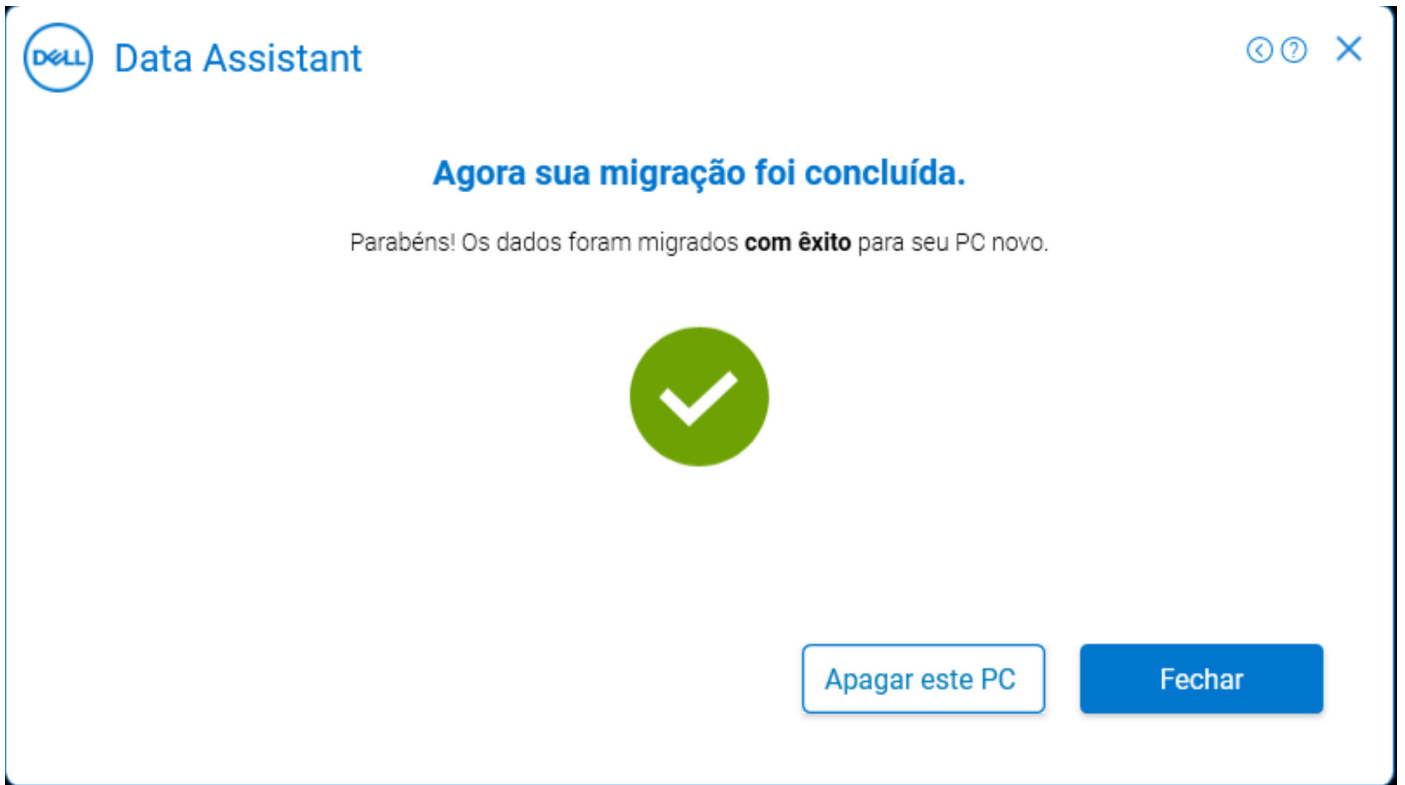 DELL Data Assistant
Agora sua migração foi concluída.
Parabéns! Os dados foram migrados com êxito para seu PC novo.
Apagar este PC Fechar